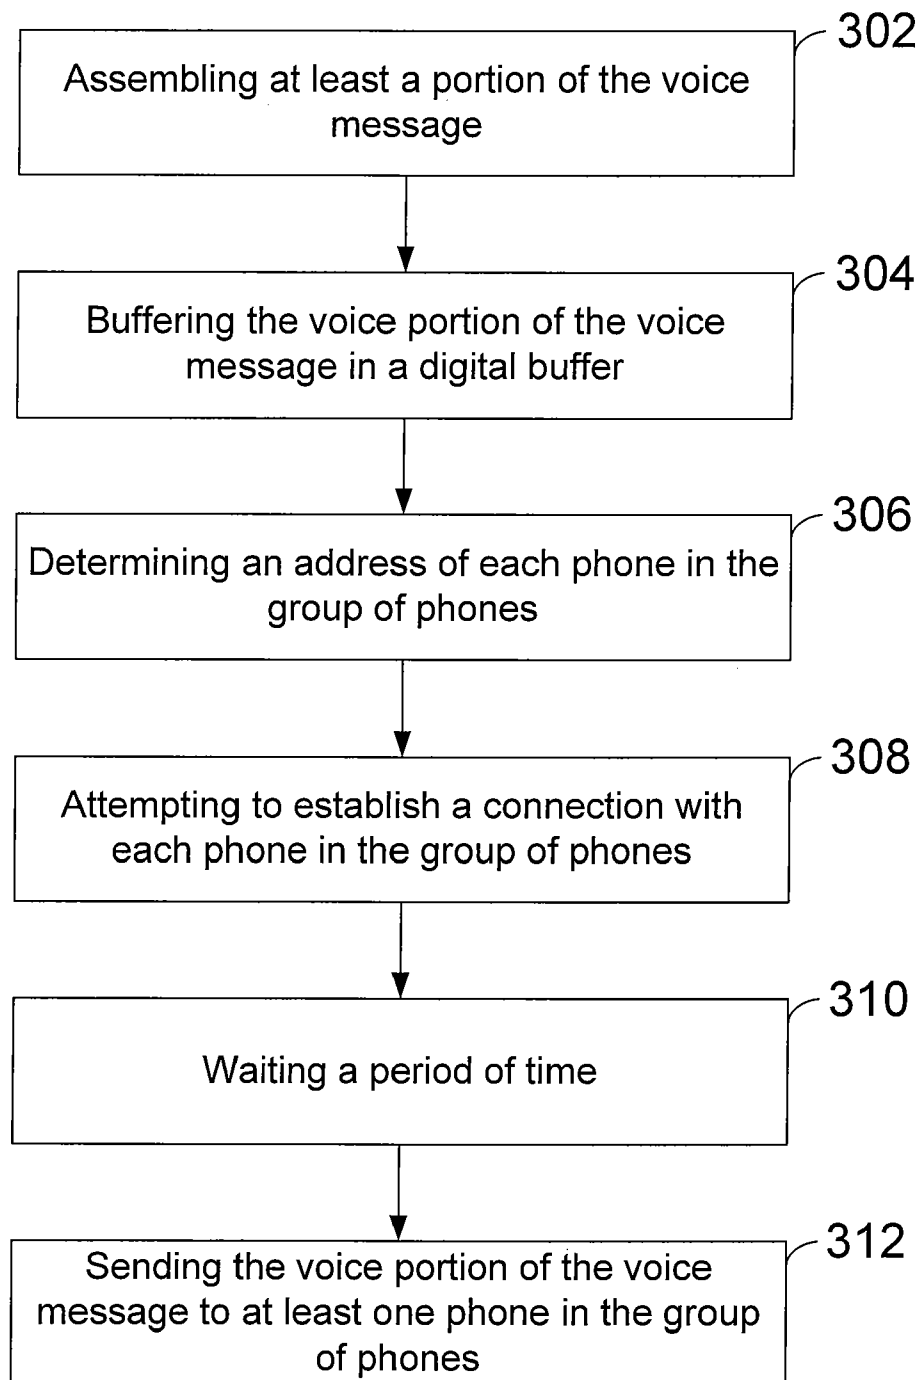 302
Assembling at least a portion of the voice
message
304
Buffering the voice portion of the voice
message in a digital buffer
306
Determining an address of each phone in the
group of phones
308
Attempting to establish a connection with
each phone in the group of phones
310
Waiting a period of time
312
Sending the voice portion of the voice
message to at least one phone in the group
of phones